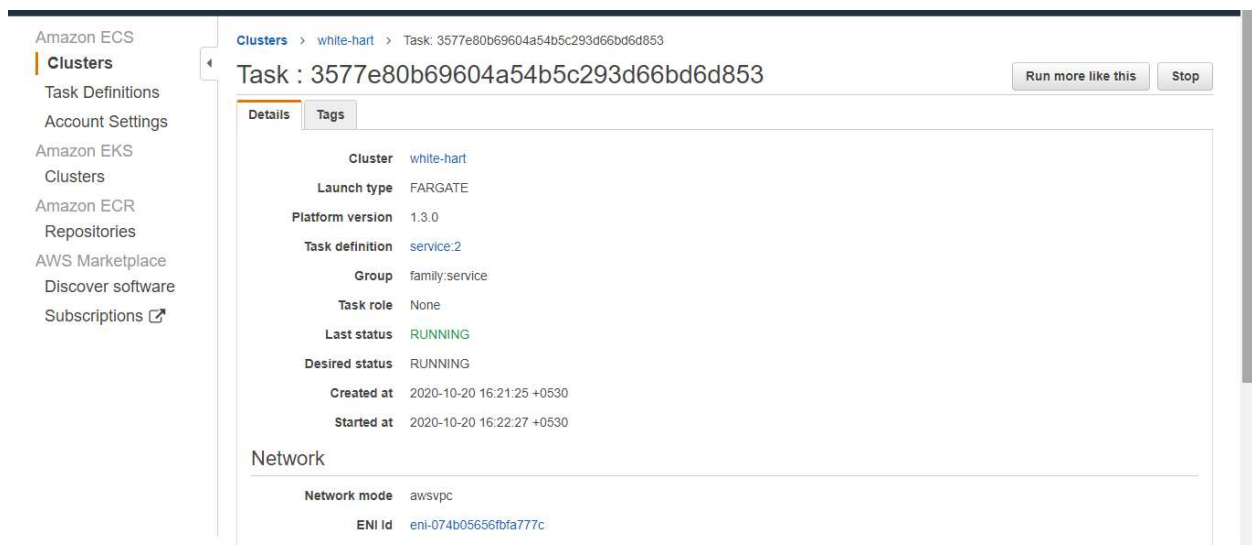 Amazon ECS
Clusters
Task Definitions
Account Settings
Amazon EKS
Clusters
Amazon ECR
Repositories
AWS Marketplace
Discover software
Subscriptions
Clusters > white-hart > Task: 3577e80b69604a54b5c293d66bd6d853
Task : 3577e80b69604a54b5c293d66bd6d853
Run more like this Stop
Details Tags
Cluster white-hart
Launch type FARGATE
Platform version 1.3.0
Task definition service:2
Group family:service
Task role None
Last status RUNNING
Desired status RUNNING
Created at 2020-10-20 16:21:25 +0530
Started at 2020-10-20 16:22:27 +0530
Network
Network mode awsvpc
ENI Id eni-074b05656fbfa777c